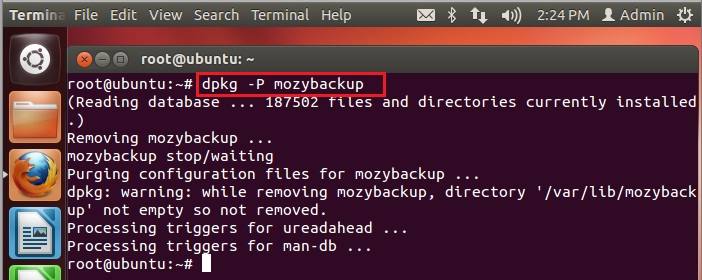 Termina File Edit View Search Terminal Help 2:24 PM Admin
root@ubuntu: ~
root@ubuntu:~# dpkg -P mozybackup
(Reading database ... 187502 files and directories currently installed
.)
Removing mozybackup ...
mozybackup stop/waiting
Purging configuration files for mozybackup ...
dpkg: warning: while removing mozybackup, directory '/var/lib/mozyback
up' not empty so not removed.
Processing triggers for ureadahead ...
Processing triggers for man-db ...
root@ubuntu:~#